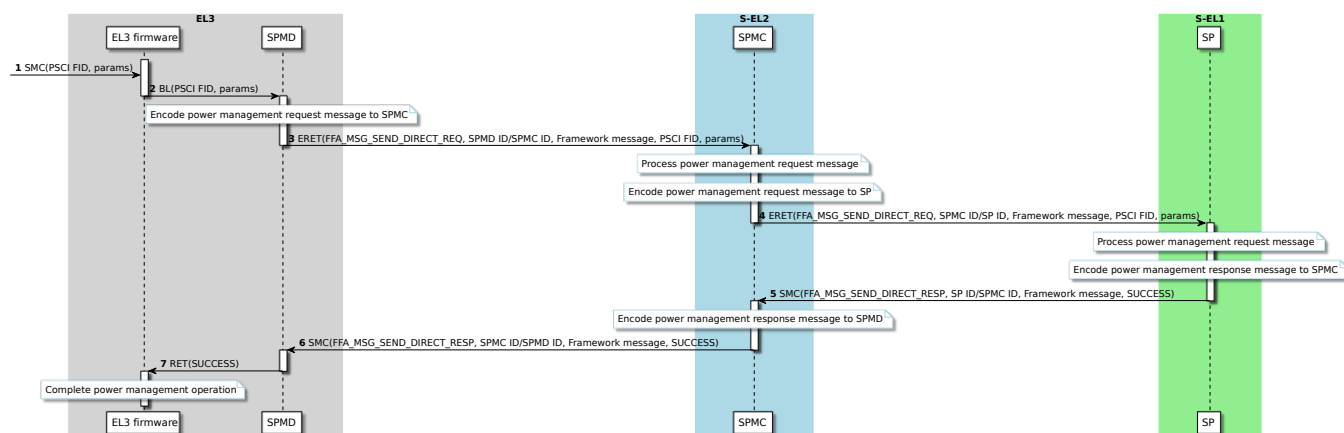 EL3
S-EL2
S-EL1
EL3 firmware
SPMD
SPMC
SP
1 SMC(PSCI FID, params)
2 BL(PSCI FID, params)
Encode power management request message to SPMC
3 ERET(FFA_MSG_SEND_DIRECT_REQ, SPMD ID/SPMC ID, Framework message, PSCI FID, params)
Process power management request message
Encode power management request message to SP
4 ERET(FFA_MSG_SEND_DIRECT_REQ, SPMC ID/SP ID, Framework message, PSCI FID, params)
Process power management request message
Encode power management response message to SPMC
5 SMC(FFA_MSG_SEND_DIRECT_RESP, SP ID/SPMC ID, Framework message, SUCCESS)
Encode power management response message to SPMD
6 SMC(FFA_MSG_SEND_DIRECT_RESP, SPMC ID/SPMD ID, Framework message, SUCCESS)
7 RET(SUCCESS)
Complete power management operation
EL3 firmware
SPMD
SPMC
SP